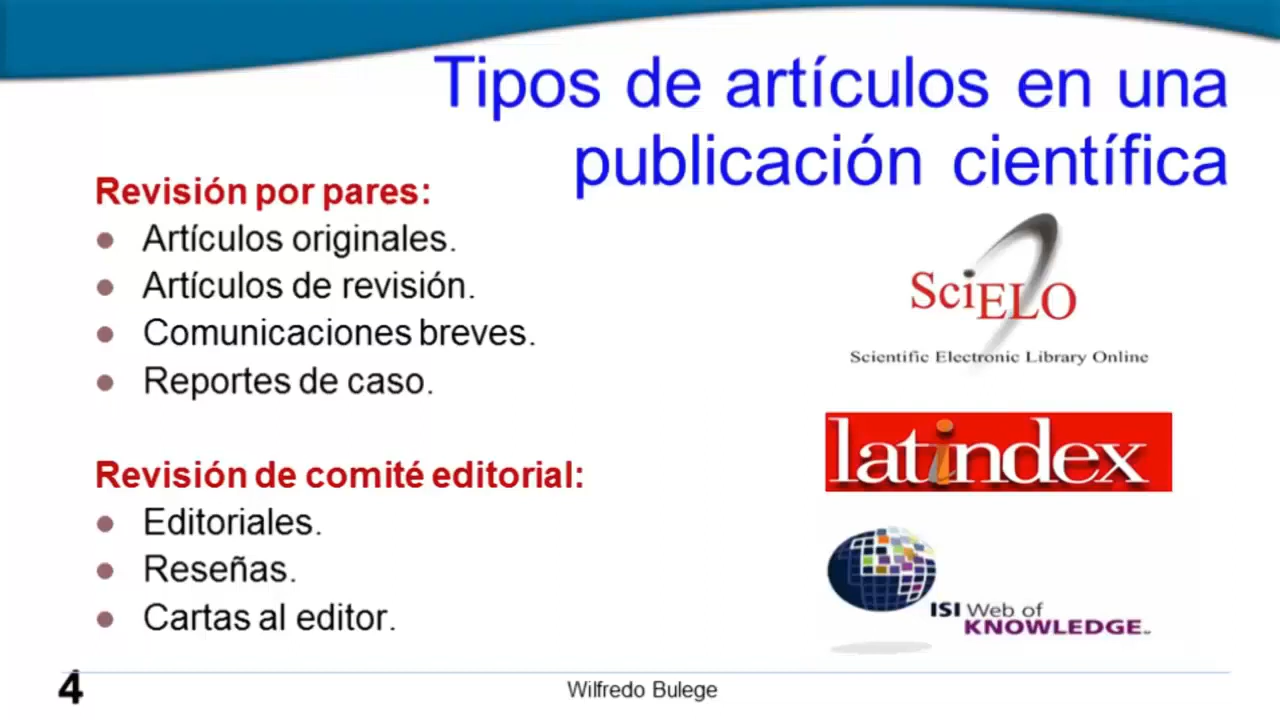 Tipos de artículos en una
publicación científica
Revisión por pares:
● Artículos originales.
● Artículos de revisión.
● Comunicaciones breves.
● Reportes de caso.
Revisión de comité editorial:
● Editoriales.
● Reseñas.
● Cartas al editor.
SciELO
Scientific Electronic Library Online
latindex
ISI Web of
KNOWLEDGE
4
Wilfredo Bulege